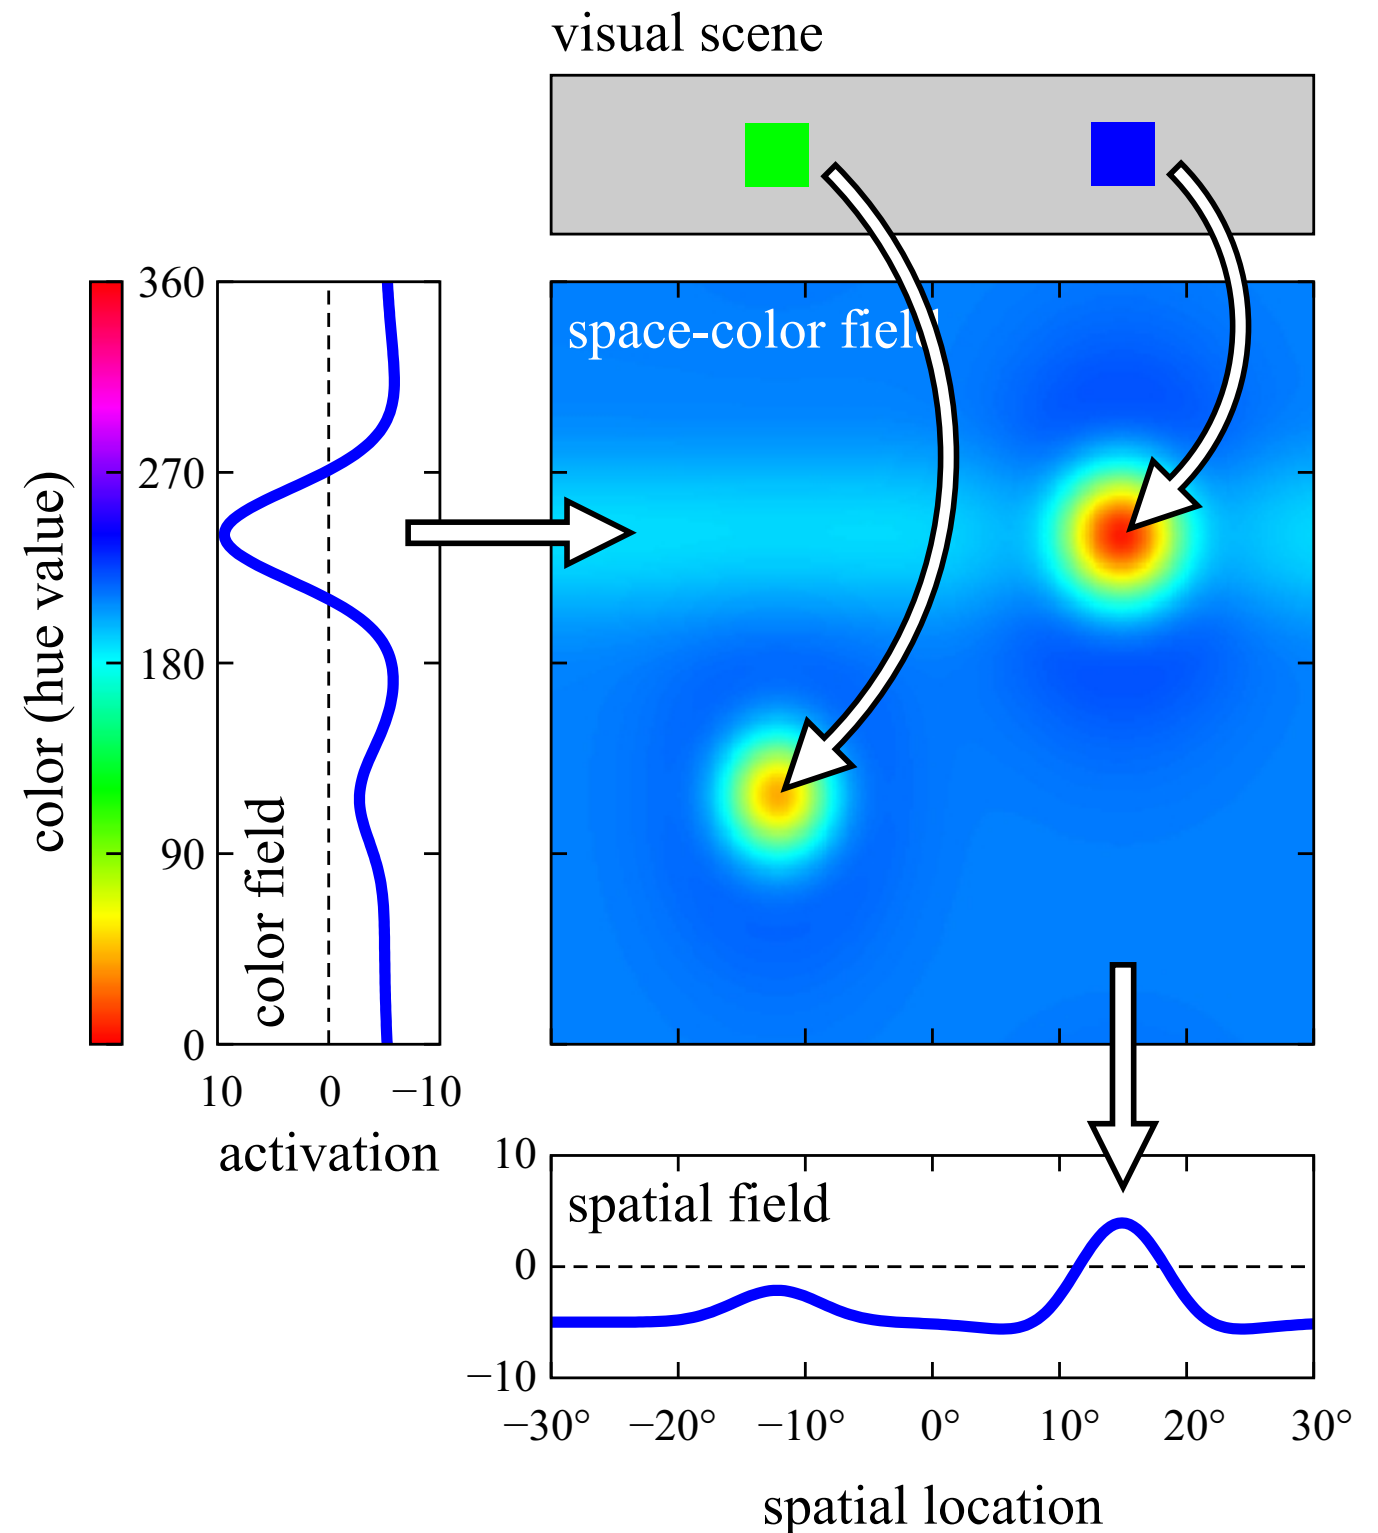 visual scene
space-color field
color (hue value)
360
270
180
90
0
color field
10 0 −10
activation
spatial field
10
0
−10
−30° −20° −10° 0° 10° 20° 30°
spatial location